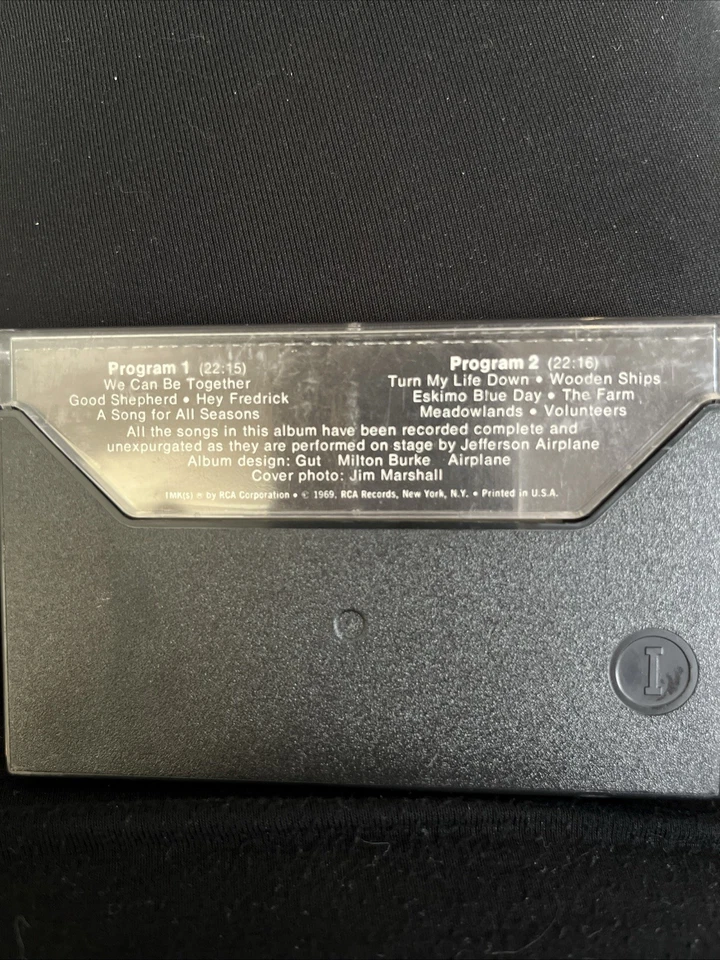 Program 1 (22:15)
We Can Be Together
Good Shepherd • Hey Fredrick
A Song for All Seasons
Program 2 (22:16)
Turn My Life Down • Wooden Ships
Eskimo Blue Day • The Farm
Meadowlands • Volunteers
All the songs in this album have been recorded complete and
unexpurgated as they are performed on stage by Jefferson Airplane
Album design: Gut Milton Burke Airplane
Cover photo: Jim Marshall
TMK(s) ® by RCA Corporation • © 1969, RCA Records, New York, N.Y. • Printed in U.S.A.
I